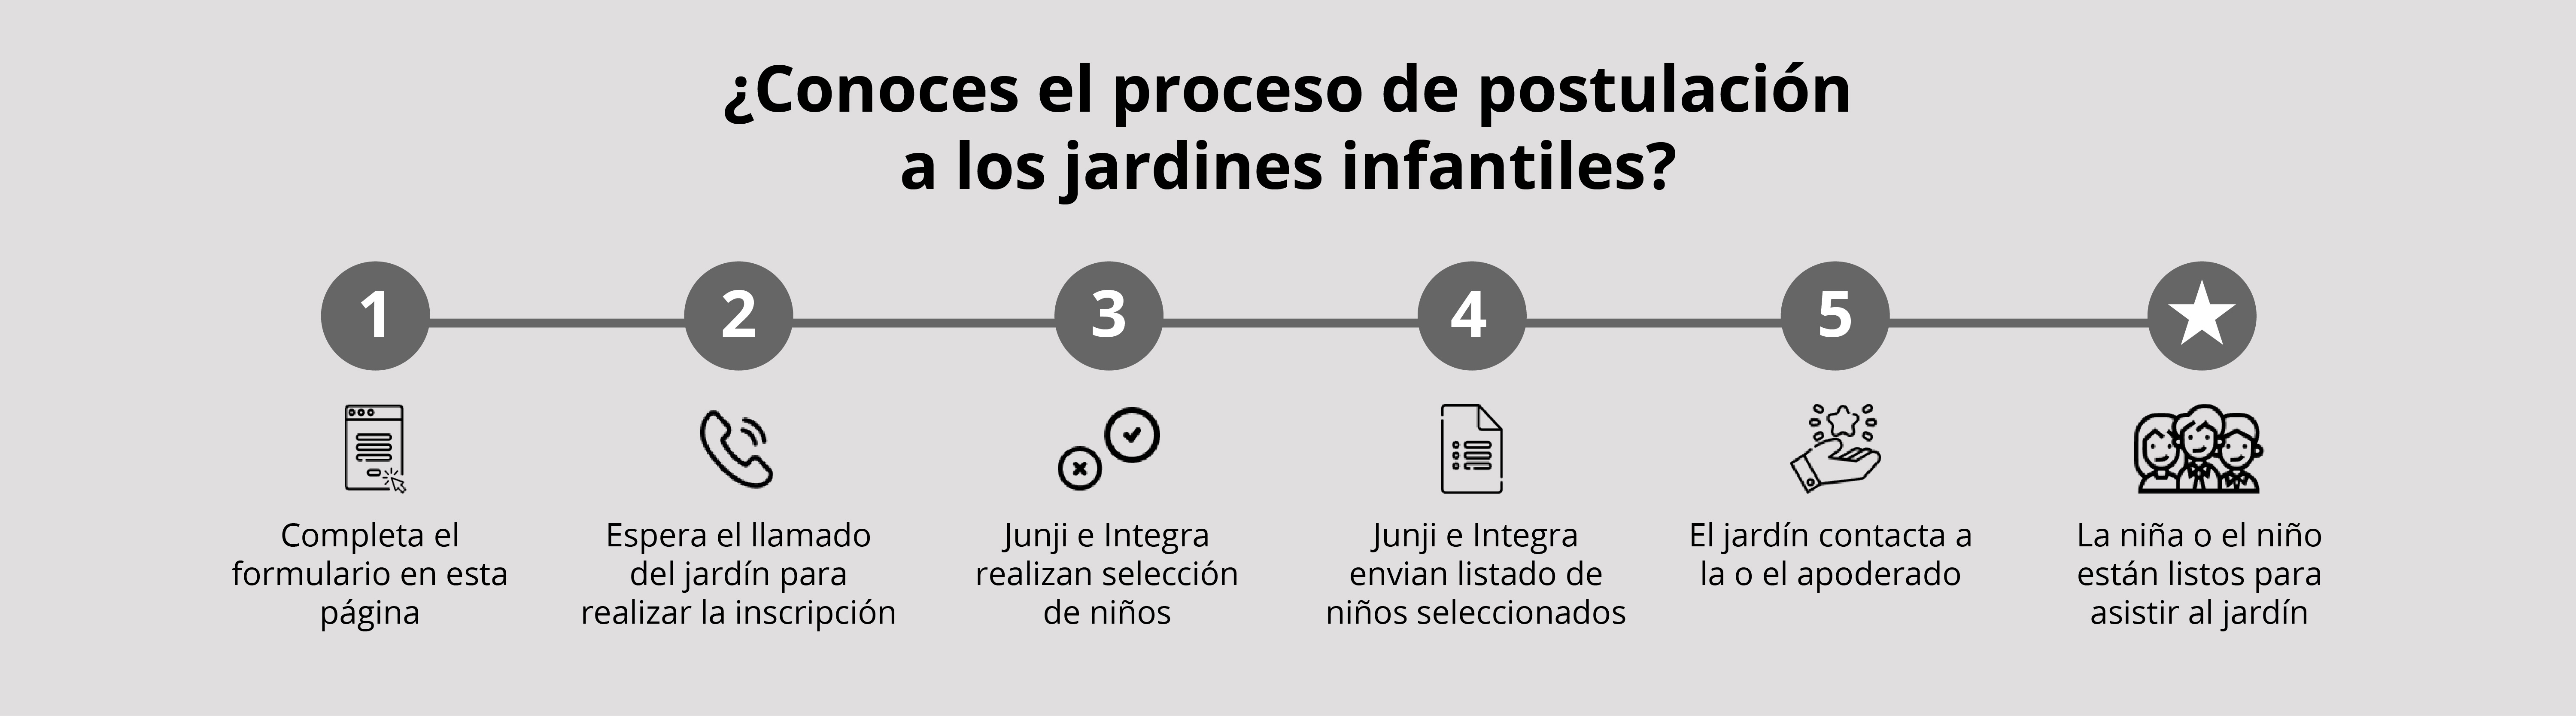 ¿Conoces el proceso de postulación
a los jardines infantiles?
1
2
3
4
5
Completa el
formulario en esta
página
Espera el llamado
del jardín para
realizar la inscripción
Junji e Integra
realizan selección
de niños
Junji e Integra
envian listado de
niños seleccionados
El jardín contacta a
la o el apoderado
La niña o el niño
están listos para
asistir al jardín